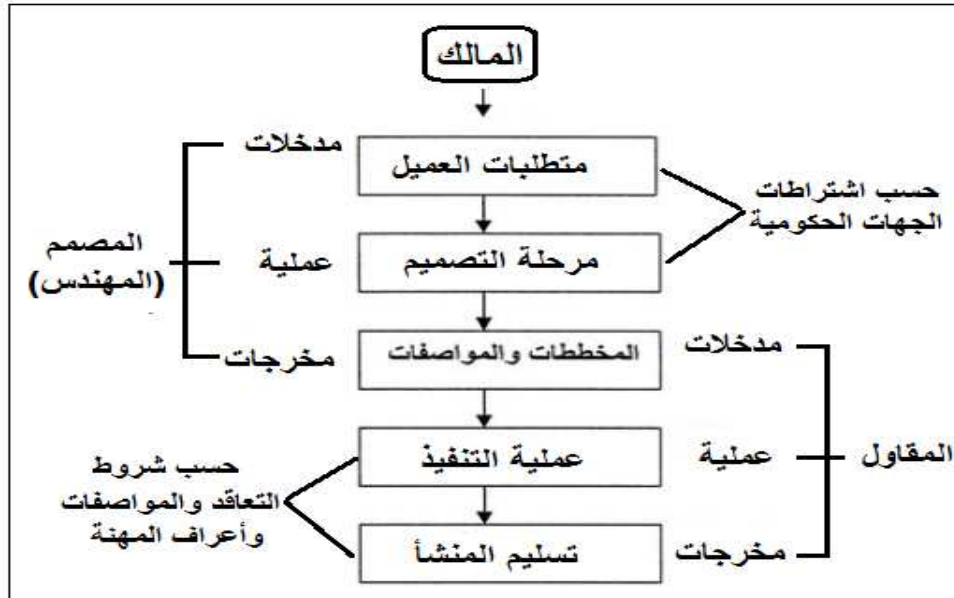 المالك
مدخلات
متطلبات العميل
حسب اشتراطات
الجهات الحكومية
المصمم
(المهندس)
عملية
مرحلة التصميم
مخرجات
المخططات والمواصفات
مدخلات
حسب شروط
التعاقد والمواصفات
وأعراف المهنة
عملية التنفيذ
عملية
المقاول
تسليم المنشأ
مخرجات